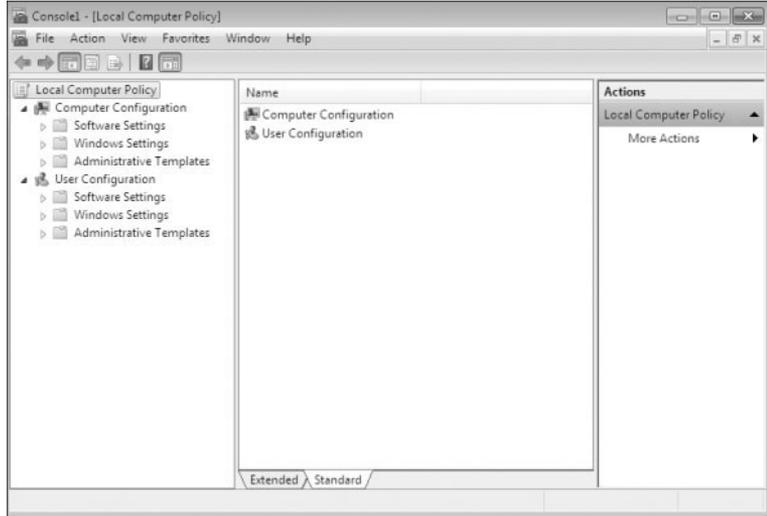 Console1 - [Local Computer Policy]
File Action View Favorites Window Help
Local Computer Policy
Computer Configuration
Software Settings
Windows Settings
Administrative Templates
User Configuration
Software Settings
Windows Settings
Administrative Templates
Name
Computer Configuration
User Configuration
Extended Standard
Actions
Local Computer Policy
More Actions